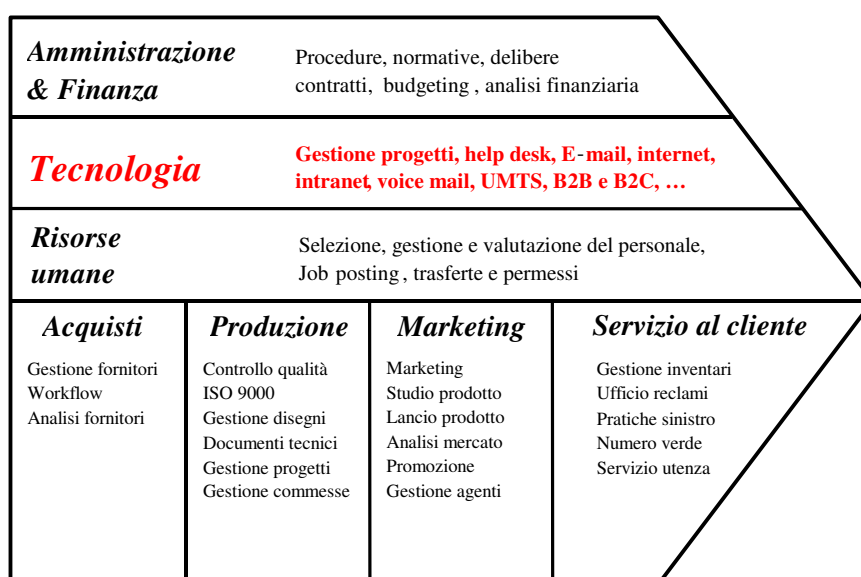 Amministrazione
& Finanza
Procedure, normative, delibere
contratti, budgeting , analisi finanziaria
Tecnologia
Gestione progetti, help desk, E-mail, internet,
intranet, voice mail, UMTS, B2B e B2C, …
Risorse
umane
Selezione, gestione e valutazione del personale,
Job posting , trasferte e permessi
Acquisti
Gestione fornitori
Workflow
Analisi fornitori
Produzione
Controllo qualità
ISO 9000
Gestione disegni
Documenti tecnici
Gestione progetti
Gestione commesse
Marketing
Marketing
Studio prodotto
Lancio prodotto
Analisi mercato
Promozione
Gestione agenti
Servizio al cliente
Gestione inventari
Ufficio reclami
Pratiche sinistro
Numero verde
Servizio utenza